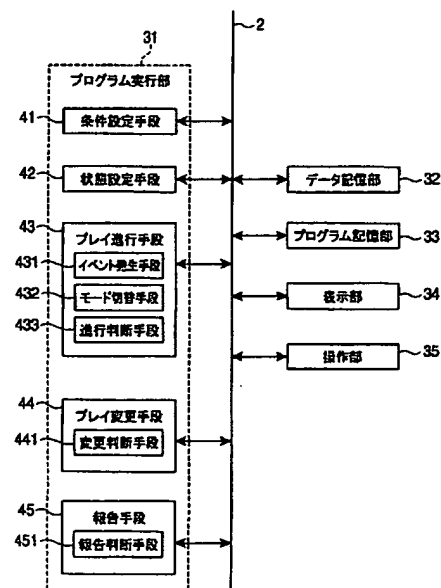 31
2
プログラム実行部
41
条件設定手段
42
状態設定手段
データ記憶部
32
43
プレイ進行手段
プログラム記憶部
33
431
イベント発生手段
432
モード切替手段
表示部
34
433
進行判断手段
操作部
35
44
プレイ変更手段
441
変更判断手段
45
報告手段
451
報告判断手段